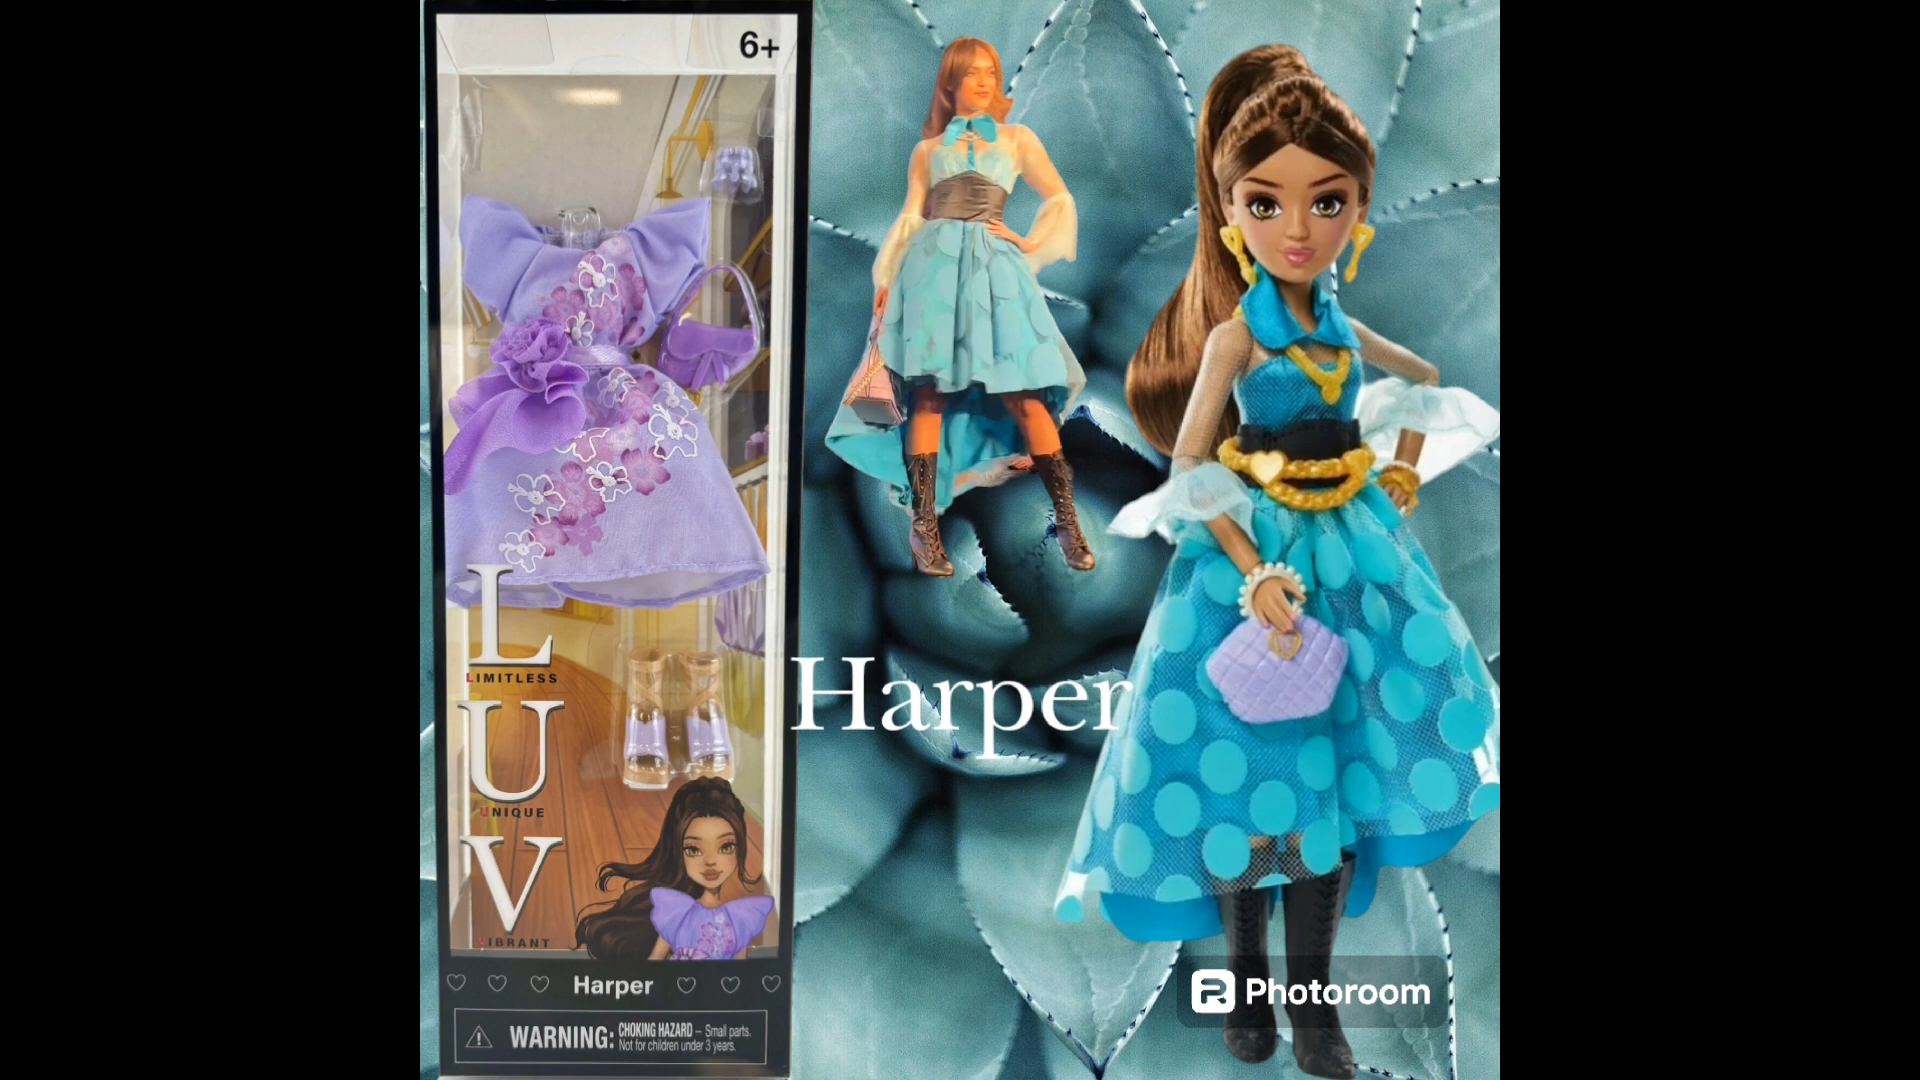 6+
L
LIMITLESS
U
UNIQUE
V
VIBRANT
Harper
WARNING: CHOKING HAZARD – Small parts.
Not for children under 3 years.
Harper
Photoroom